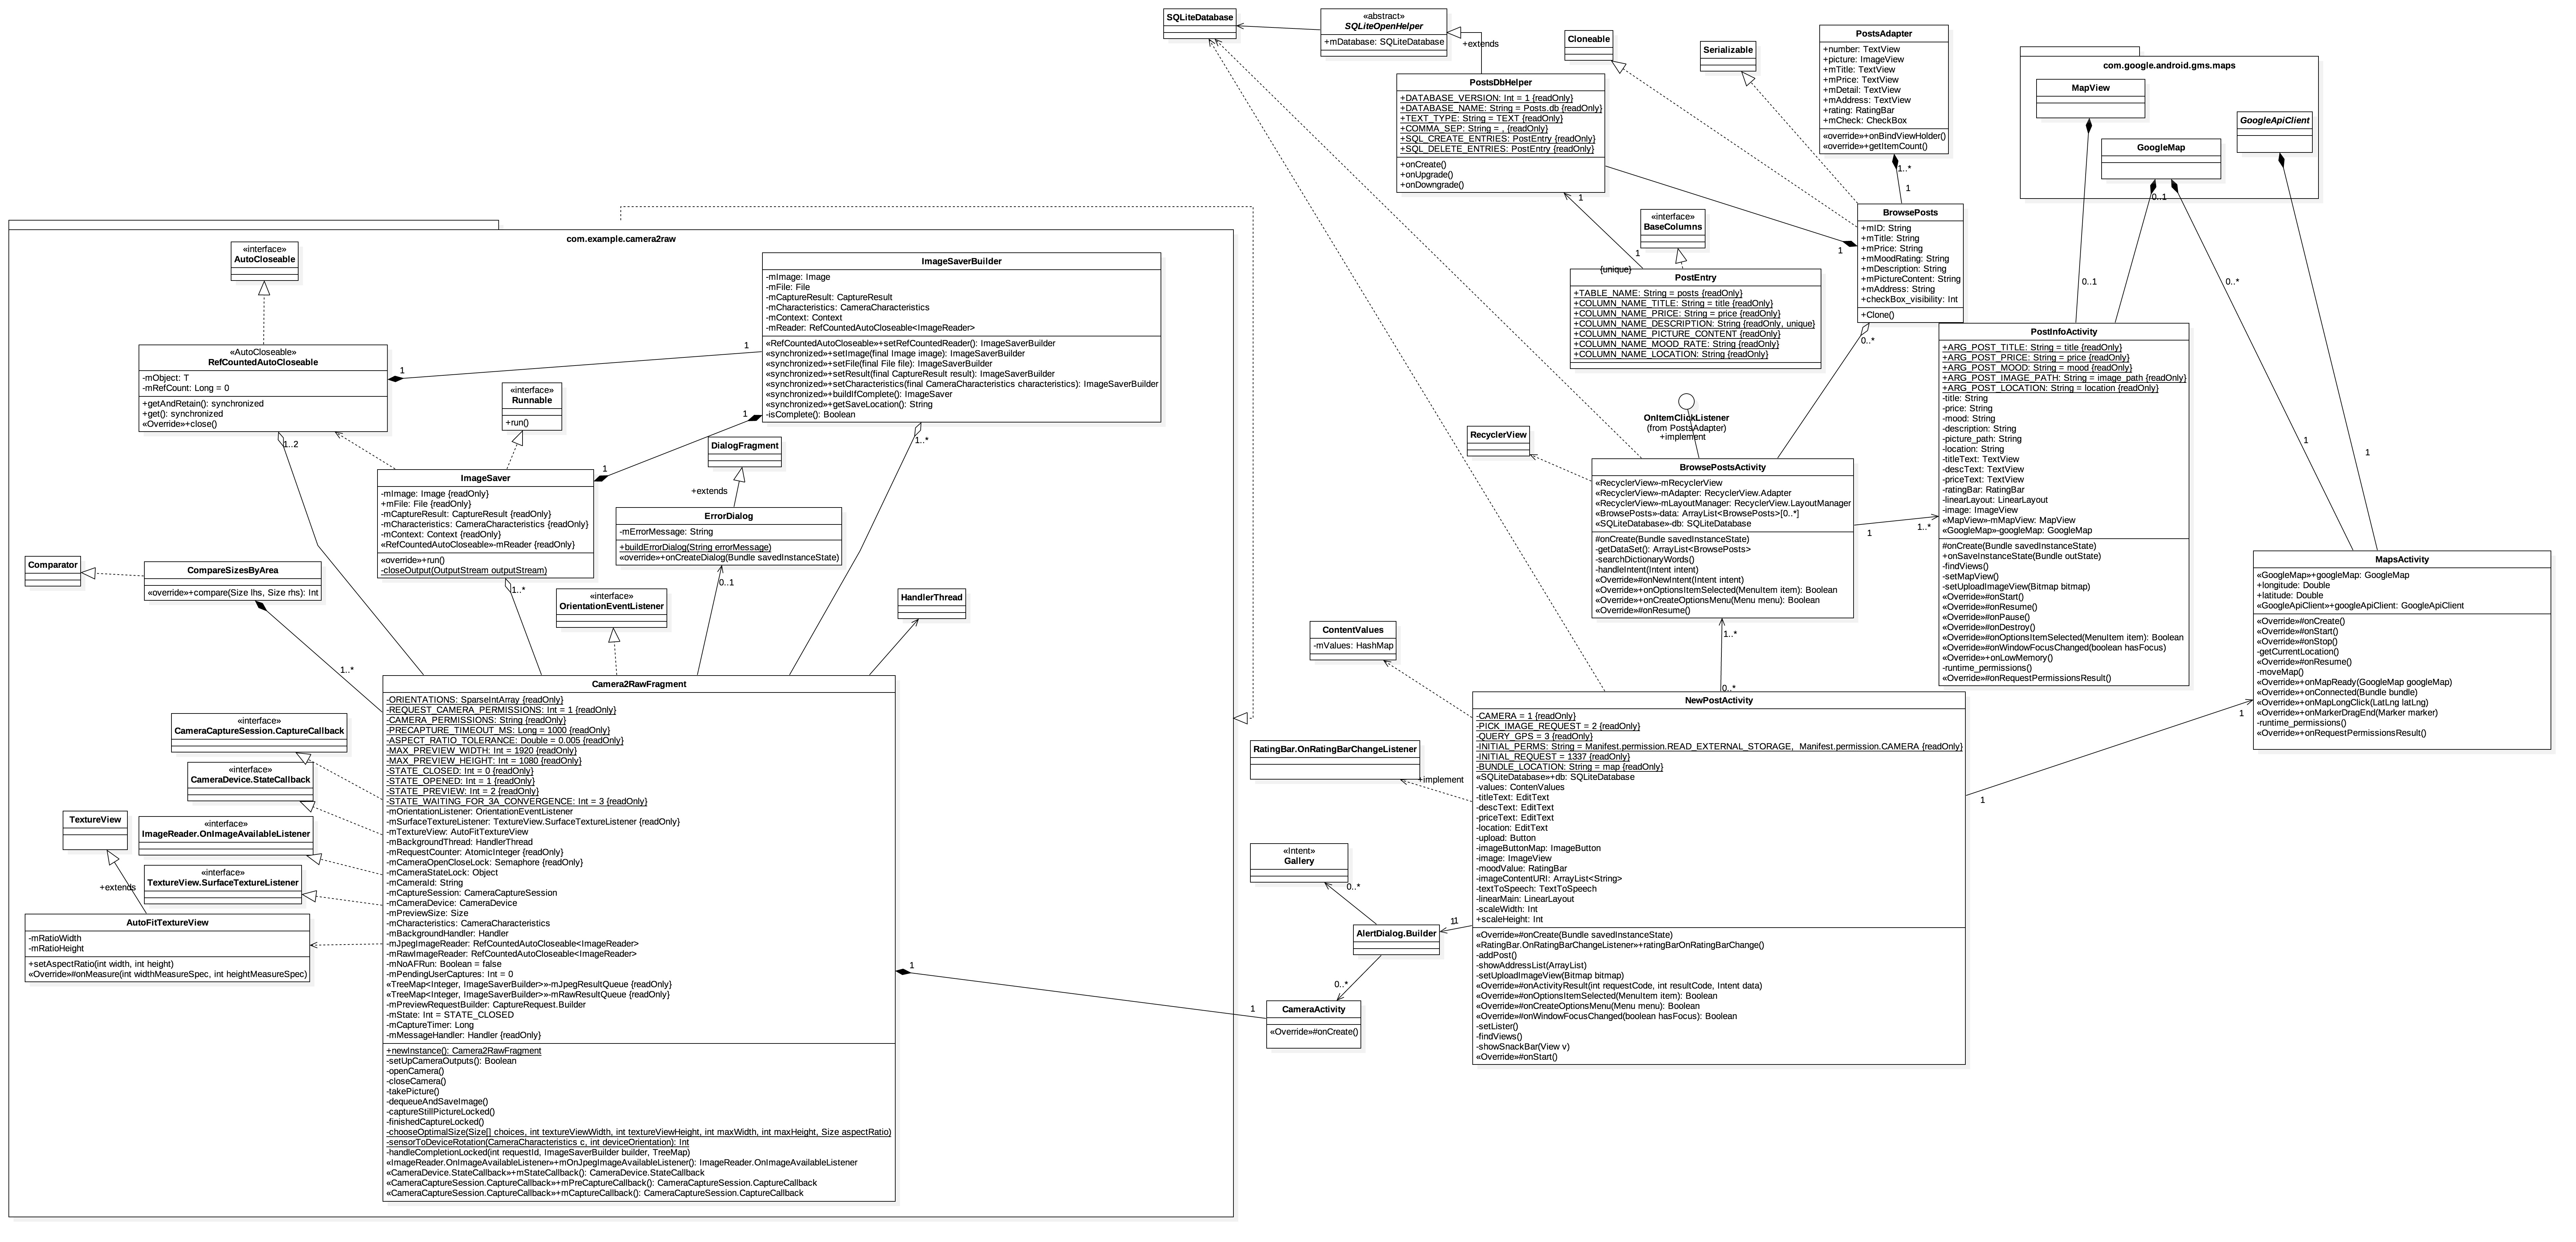 SQLiteDatabase
«abstract»
SQLiteOpenHelper
+mDatabase: SQLiteDatabase
+extends
Cloneable
Serializable
PostsAdapter
+number: TextView
+picture: ImageView
+mTitle: TextView
+mPrice: TextView
+mDetail: TextView
+mAddress: TextView
+rating: RatingBar
+mCheck: CheckBox
«override»+onBindViewHolder()
«override»+getItemCount()
1..*
1
com.google.android.gms.maps
MapView
GoogleApiClient
GoogleMap
0..1
0..1
0..*
1
1
PostsDbHelper
+DATABASE_VERSION: Int = 1 {readOnly}
+DATABASE_NAME: String = Posts.db {readOnly}
+TEXT_TYPE: String = TEXT {readOnly}
+COMMA_SEP: String = , {readOnly}
+SQL_CREATE_ENTRIES: PostEntry {readOnly}
+SQL_DELETE_ENTRIES: PostEntry {readOnly}
+onCreate()
+onUpgrade()
+onDowngrade()
1
1
1
{unique}
«interface»
BaseColumns
PostEntry
+TABLE_NAME: String = posts {readOnly}
+COLUMN_NAME_TITLE: String = title {readOnly}
+COLUMN_NAME_PRICE: String = price {readOnly}
+COLUMN_NAME_DESCRIPTION: String {readOnly, unique}
+COLUMN_NAME_PICTURE_CONTENT {readOnly}
+COLUMN_NAME_MOOD_RATE: String {readOnly}
+COLUMN_NAME_LOCATION: String {readOnly}
BrowsePosts
+mID: String
+mTitle: String
+mPrice: String
+mMoodRating: String
+mDescription: String
+mPictureContent: String
+mAddress: String
+checkBox_visibility: Int
+Clone()
0..*
com.example.camera2raw
«interface»
AutoCloseable
ImageSaverBuilder
-mImage: Image
-mFile: File
-mCaptureResult: CaptureResult
-mCharacteristics: CameraCharacteristics
-mContext: Context
-mReader: RefCountedAutoCloseable<ImageReader>
«RefCountedAutoCloseable»+setRefCountedReader(): ImageSaverBuilder
«synchronized»+setImage(final Image image): ImageSaverBuilder
«synchronized»+setFile(final File file): ImageSaverBuilder
«synchronized»+setResult(final CaptureResult result): ImageSaverBuilder
«synchronized»+setCharacteristics(final CameraCharacteristics characteristics): ImageSaverBuilder
«synchronized»+buildIfComplete(): ImageSaver
«synchronized»+getSaveLocation(): String
-isComplete(): Boolean
1
1
1
1
1..*
«AutoCloseable»
RefCountedAutoCloseable
-mObject: T
-mRefCount: Long = 0
+getAndRetain(): synchronized
+get(): synchronized
«Override»+close()
1..2
«interface»
Runnable
+run()
DialogFragment
+extends
ImageSaver
-mImage: Image {readOnly}
+mFile: File {readOnly}
-mCaptureResult: CaptureResult {readOnly}
-mCharacteristics: CameraCharacteristics {readOnly}
-mContext: Context {readOnly}
«RefCountedAutoCloseable»-mReader {readOnly}
«override»+run()
-closeOutput(OutputStream outputStream)
1..*
ErrorDialog
-mErrorMessage: String
+buildErrorDialog(String errorMessage)
«override»+onCreateDialog(Bundle savedInstanceState)
0..1
Comparator
CompareSizesByArea
«override»+compare(Size lhs, Size rhs): Int
1..*
«interface»
OrientationEventListener
HandlerThread
Camera2RawFragment
-ORIENTATIONS: SparseIntArray {readOnly}
-REQUEST_CAMERA_PERMISSIONS: Int = 1 {readOnly}
-CAMERA_PERMISSIONS: String {readOnly}
-PRECAPTURE_TIMEOUT_MS: Long = 1000 {readOnly}
-ASPECT_RATIO_TOLERANCE: Double = 0.005 {readOnly}
-MAX_PREVIEW_WIDTH: Int = 1920 {readOnly}
-MAX_PREVIEW_HEIGHT: Int = 1080 {readOnly}
-STATE_CLOSED: Int = 0 {readOnly}
-STATE_OPENED: Int = 1 {readOnly}
-STATE_PREVIEW: Int = 2 {readOnly}
-STATE_WAITING_FOR_3A_CONVERGENCE: Int = 3 {readOnly}
-mOrientationListener: OrientationEventListener
-mSurfaceTextureListener: TextureView.SurfaceTextureListener {readOnly}
-mTextureView: AutoFitTextureView
-mBackgroundThread: HandlerThread
-mRequestCounter: AtomicInteger {readOnly}
-mCameraOpenCloseLock: Semaphore {readOnly}
-mCameraStateLock: Object
-mCameraId: String
-mCaptureSession: CameraCaptureSession
-mCameraDevice: CameraDevice
-mPreviewSize: Size
-mCharacteristics: CameraCharacteristics
-mBackgroundHandler: Handler
-mJpegImageReader: RefCountedAutoCloseable<ImageReader>
-mRawImageReader: RefCountedAutoCloseable<ImageReader>
-mNoAFRun: Boolean = false
-mPendingUserCaptures: Int = 0
«TreeMap<Integer, ImageSaverBuilder>»-mJpegResultQueue {readOnly}
«TreeMap<Integer, ImageSaverBuilder>»-mRawResultQueue {readOnly}
-mPreviewRequestBuilder: CaptureRequest.Builder
-mState: Int = STATE_CLOSED
-mCaptureTimer: Long
-mMessageHandler: Handler {readOnly}
+newInstance(): Camera2RawFragment
-setUpCameraOutputs(): Boolean
-openCamera()
-closeCamera()
-takePicture()
-dequeueAndSaveImage()
-captureStillPictureLocked()
-finishedCaptureLocked()
-chooseOptimalSize(Size[] choices, int textureViewWidth, int textureViewHeight, int maxWidth, int maxHeight, Size aspectRatio)
-sensorToDeviceRotation(CameraCharacteristics c, int deviceOrientation): Int
-handleCompletionLocked(int requestId, ImageSaverBuilder builder, TreeMap)
«ImageReader.OnImageAvailableListener»+mOnJpegImageAvailableListener(): ImageReader.OnImageAvailableListener
«CameraDevice.StateCallback»+mStateCallback(): CameraDevice.StateCallback
«CameraCaptureSession.CaptureCallback»+mPreCaptureCallback(): CameraCaptureSession.CaptureCallback
«CameraCaptureSession.CaptureCallback»+mCaptureCallback(): CameraCaptureSession.CaptureCallback
«interface»
CameraCaptureSession.CaptureCallback
«interface»
CameraDevice.StateCallback
«interface»
ImageReader.OnImageAvailableListener
«interface»
TextureView.SurfaceTextureListener
TextureView
+extends
AutoFitTextureView
-mRatioWidth
-mRatioHeight
+setAspectRatio(int width, int height)
«Override»#onMeasure(int widthMeasureSpec, int heightMeasureSpec)
1
1
CameraActivity
«Override»#onCreate()
0..*
AlertDialog.Builder
0..*
«Intent»
Gallery
11
RatingBar.OnRatingBarChangeListener
+implement
ContentValues
-mValues: HashMap
RecyclerView
OnItemClickListener
(from PostsAdapter)
+implement
BrowsePostsActivity
«RecyclerView»-mRecyclerView
«RecyclerView»-mAdapter: RecyclerView.Adapter
«RecyclerView»-mLayoutManager: RecyclerView.LayoutManager
«BrowsePosts»-data: ArrayList<BrowsePosts>[0..*]
«SQLiteDatabase»-db: SQLiteDatabase
#onCreate(Bundle savedInstanceState)
-getDataSet(): ArrayList<BrowsePosts>
-searchDictionaryWords()
-handleIntent(Intent intent)
«Override»#onNewIntent(Intent intent)
«Override»+onOptionsItemSelected(MenuItem item): Boolean
«Override»+onCreateOptionsMenu(Menu menu): Boolean
«Override»#onResume()
1
1..*
1..*
0..*
NewPostActivity
-CAMERA = 1 {readOnly}
-PICK_IMAGE_REQUEST = 2 {readOnly}
-QUERY_GPS = 3 {readOnly}
-INITIAL_PERMS: String = Manifest.permission.READ_EXTERNAL_STORAGE,  Manifest.permission.CAMERA {readOnly}
-INITIAL_REQUEST = 1337 {readOnly}
-BUNDLE_LOCATION: String = map {readOnly}
«SQLiteDatabase»+db: SQLiteDatabase
-values: ContenValues
-titleText: EditText
-descText: EditText
-priceText: EditText
-location: EditText
-upload: Button
-imageButtonMap: ImageButton
-image: ImageView
-moodValue: RatingBar
-imageContentURI: ArrayList<String>
-textToSpeech: TextToSpeech
-linearMain: LinearLayout
-scaleWidth: Int
+scaleHeight: Int
«Override»#onCreate(Bundle savedInstanceState)
«RatingBar.OnRatingBarChangeListener»+ratingBarOnRatingBarChange()
-addPost()
-showAddressList(ArrayList)
-setUploadImageView(Bitmap bitmap)
«Override»#onActivityResult(int requestCode, int resultCode, Intent data)
«Override»#onOptionsItemSelected(MenuItem item): Boolean
«Override»#onCreateOptionsMenu(Menu menu): Boolean
«Override»#onWindowFocusChanged(boolean hasFocus): Boolean
-setLister()
-findViews()
-showSnackBar(View v)
«Override»#onStart()
1
1
PostInfoActivity
+ARG_POST_TITLE: String = title {readOnly}
+ARG_POST_PRICE: String = price {readOnly}
+ARG_POST_MOOD: String = mood {readOnly}
+ARG_POST_IMAGE_PATH: String = image_path {readOnly}
+ARG_POST_LOCATION: String = location {readOnly}
-title: String
-price: String
-mood: String
-description: String
-picture_path: String
-location: String
-titleText: TextView
-descText: TextView
-priceText: TextView
-ratingBar: RatingBar
-linearLayout: LinearLayout
-image: ImageView
«MapView»-mMapView: MapView
«GoogleMap»-googleMap: GoogleMap
#onCreate(Bundle savedInstanceState)
+onSaveInstanceState(Bundle outState)
-findViews()
-setMapView()
-setUploadImageView(Bitmap bitmap)
«Override»#onStart()
«Override»#onResume()
«Override»#onPause()
«Override»#onDestroy()
«Override»#onOptionsItemSelected(MenuItem item): Boolean
«Override»#onWindowFocusChanged(boolean hasFocus)
«Override»+onLowMemory()
-runtime_permissions()
«Override»#onRequestPermissionsResult()
MapsActivity
«GoogleMap»+googleMap: GoogleMap
+longitude: Double
+latitude: Double
«GoogleApiClient»+googleApiClient: GoogleApiClient
«Override»#onCreate()
«Override»#onStart()
«Override»#onStop()
-getCurrentLocation()
«Override»#onResume()
-moveMap()
«Override»+onMapReady(GoogleMap googleMap)
«Override»+onConnected(Bundle bundle)
«Override»+onMapLongClick(LatLng latLng)
«Override»+onMarkerDragEnd(Marker marker)
-runtime_permissions()
«Override»+onRequestPermissionsResult()